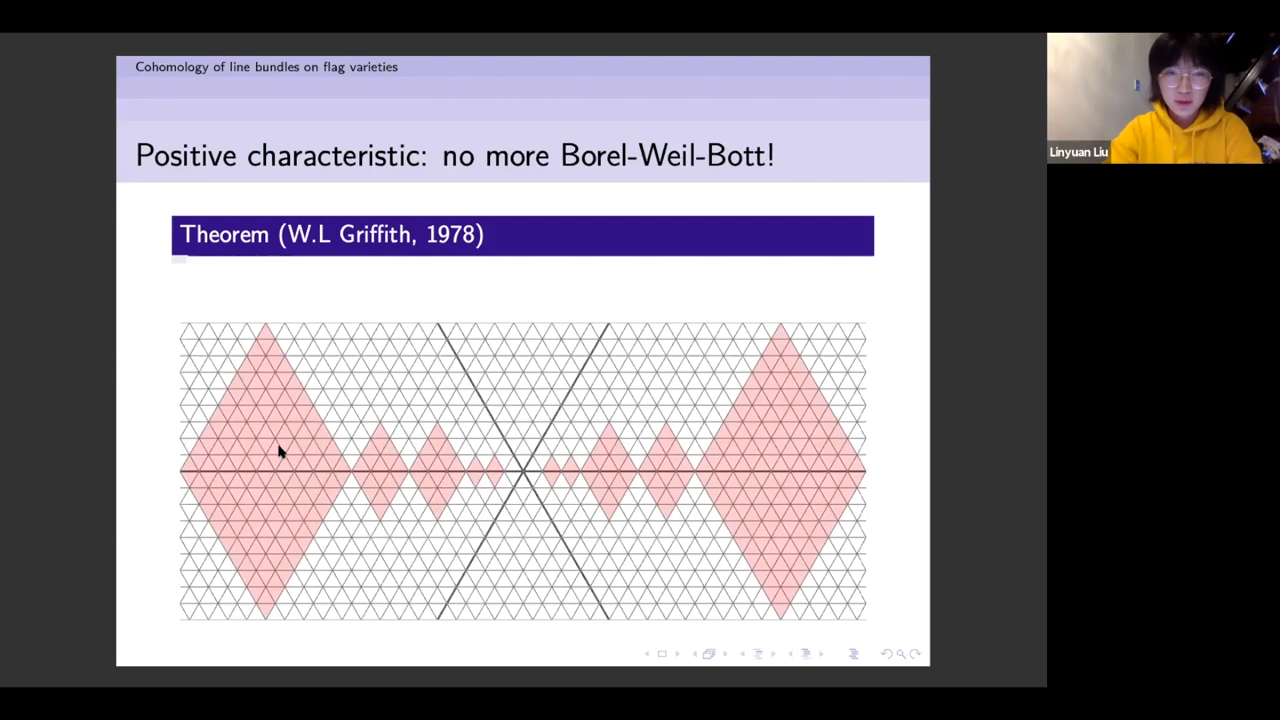 Cohomology of line bundles on flag varieties
Positive characteristic: no more Borel-Weil-Bott!
Theorem (W.L Griffith, 1978)
Linyuan Liu